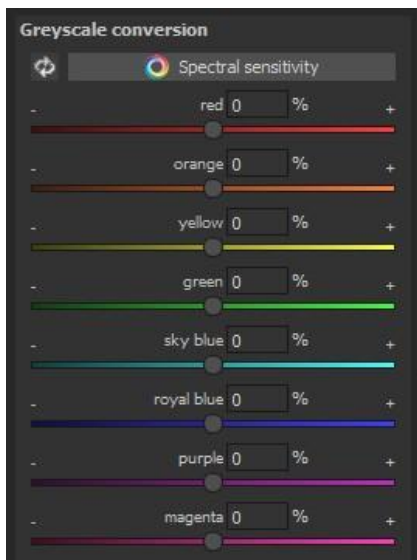 Greyscale conversion
Spectral sensitivity
red 0 %
- +
orange 0 %
- +
yellow 0 %
- +
green 0 %
- +
sky blue 0 %
- +
royal blue 0 %
- +
purple 0 %
- +
magenta 0 %
- +